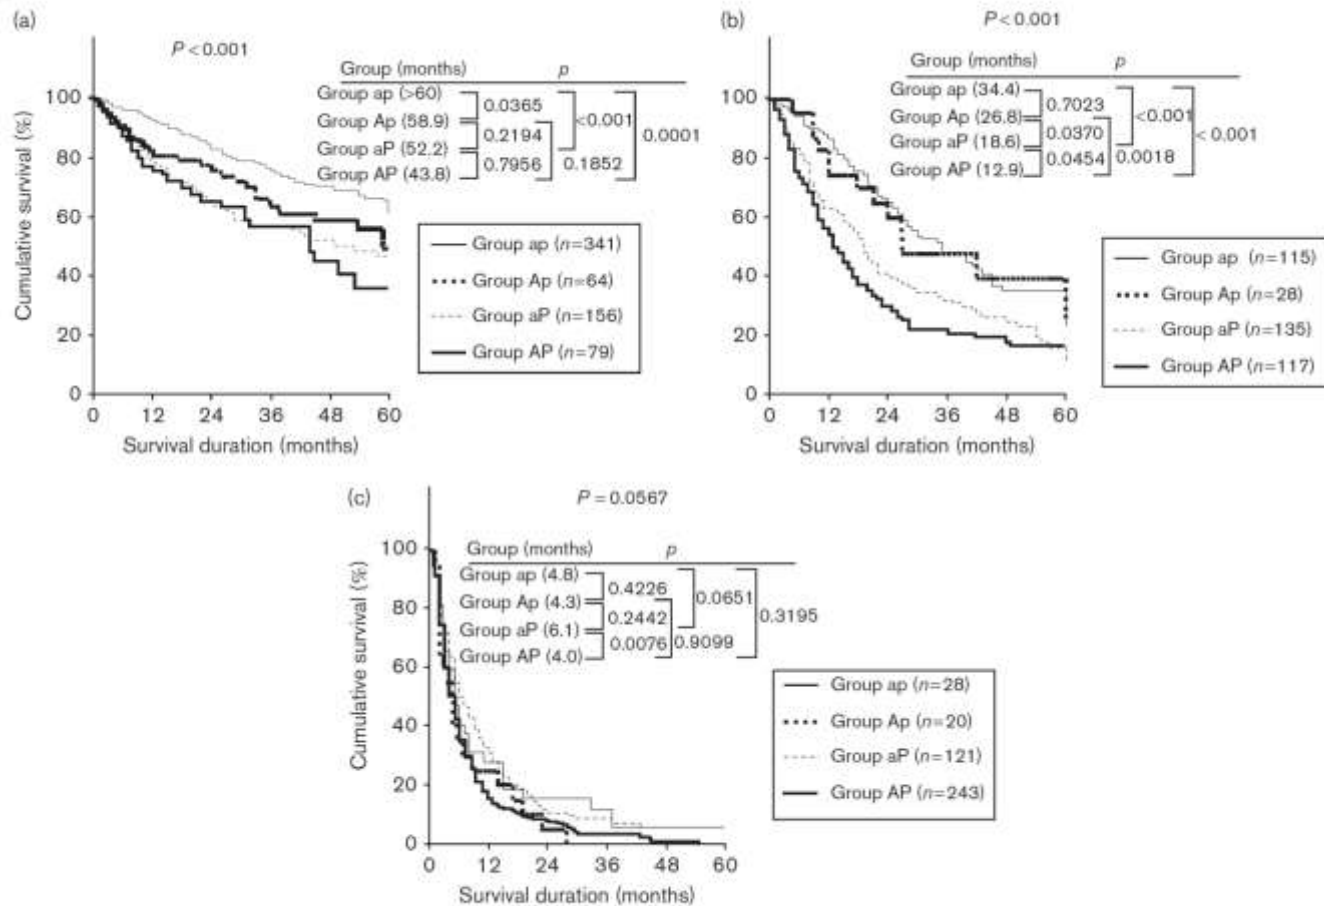 (a)
P < 0.001
Group (months) p
Group ap (>60)
Group Ap (58.9)
Group aP (52.2)
Group AP (43.8)
0.0365
0.2194
0.7956
<0.001
0.1852
0.0001
Cumulative survival (%)
100
80
60
40
20
0
0 12 24 36 48 60
Survival duration (months)
Group ap (n=341)
Group Ap (n=64)
Group aP (n=156)
Group AP (n=79)
(b)
P < 0.001
Group (months) p
Group ap (34.4)
Group Ap (26.8)
Group aP (18.6)
Group AP (12.9)
0.7023
0.0370
0.0454
<0.001
0.0018
< 0.001
100
80
60
40
20
0
0 12 24 36 48 60
Survival duration (months)
Group ap (n=115)
Group Ap (n=28)
Group aP (n=135)
Group AP (n=117)
(c)
P = 0.0567
Group (months) p
Group ap (4.8)
Group Ap (4.3)
Group aP (6.1)
Group AP (4.0)
0.4226
0.2442
0.0076
0.0651
0.9099
0.3195
Cumulative survival (%)
100
80
60
40
20
0
0 12 24 36 48 60
Survival duration (months)
Group ap (n=28)
Group Ap (n=20)
Group aP (n=121)
Group AP (n=243)